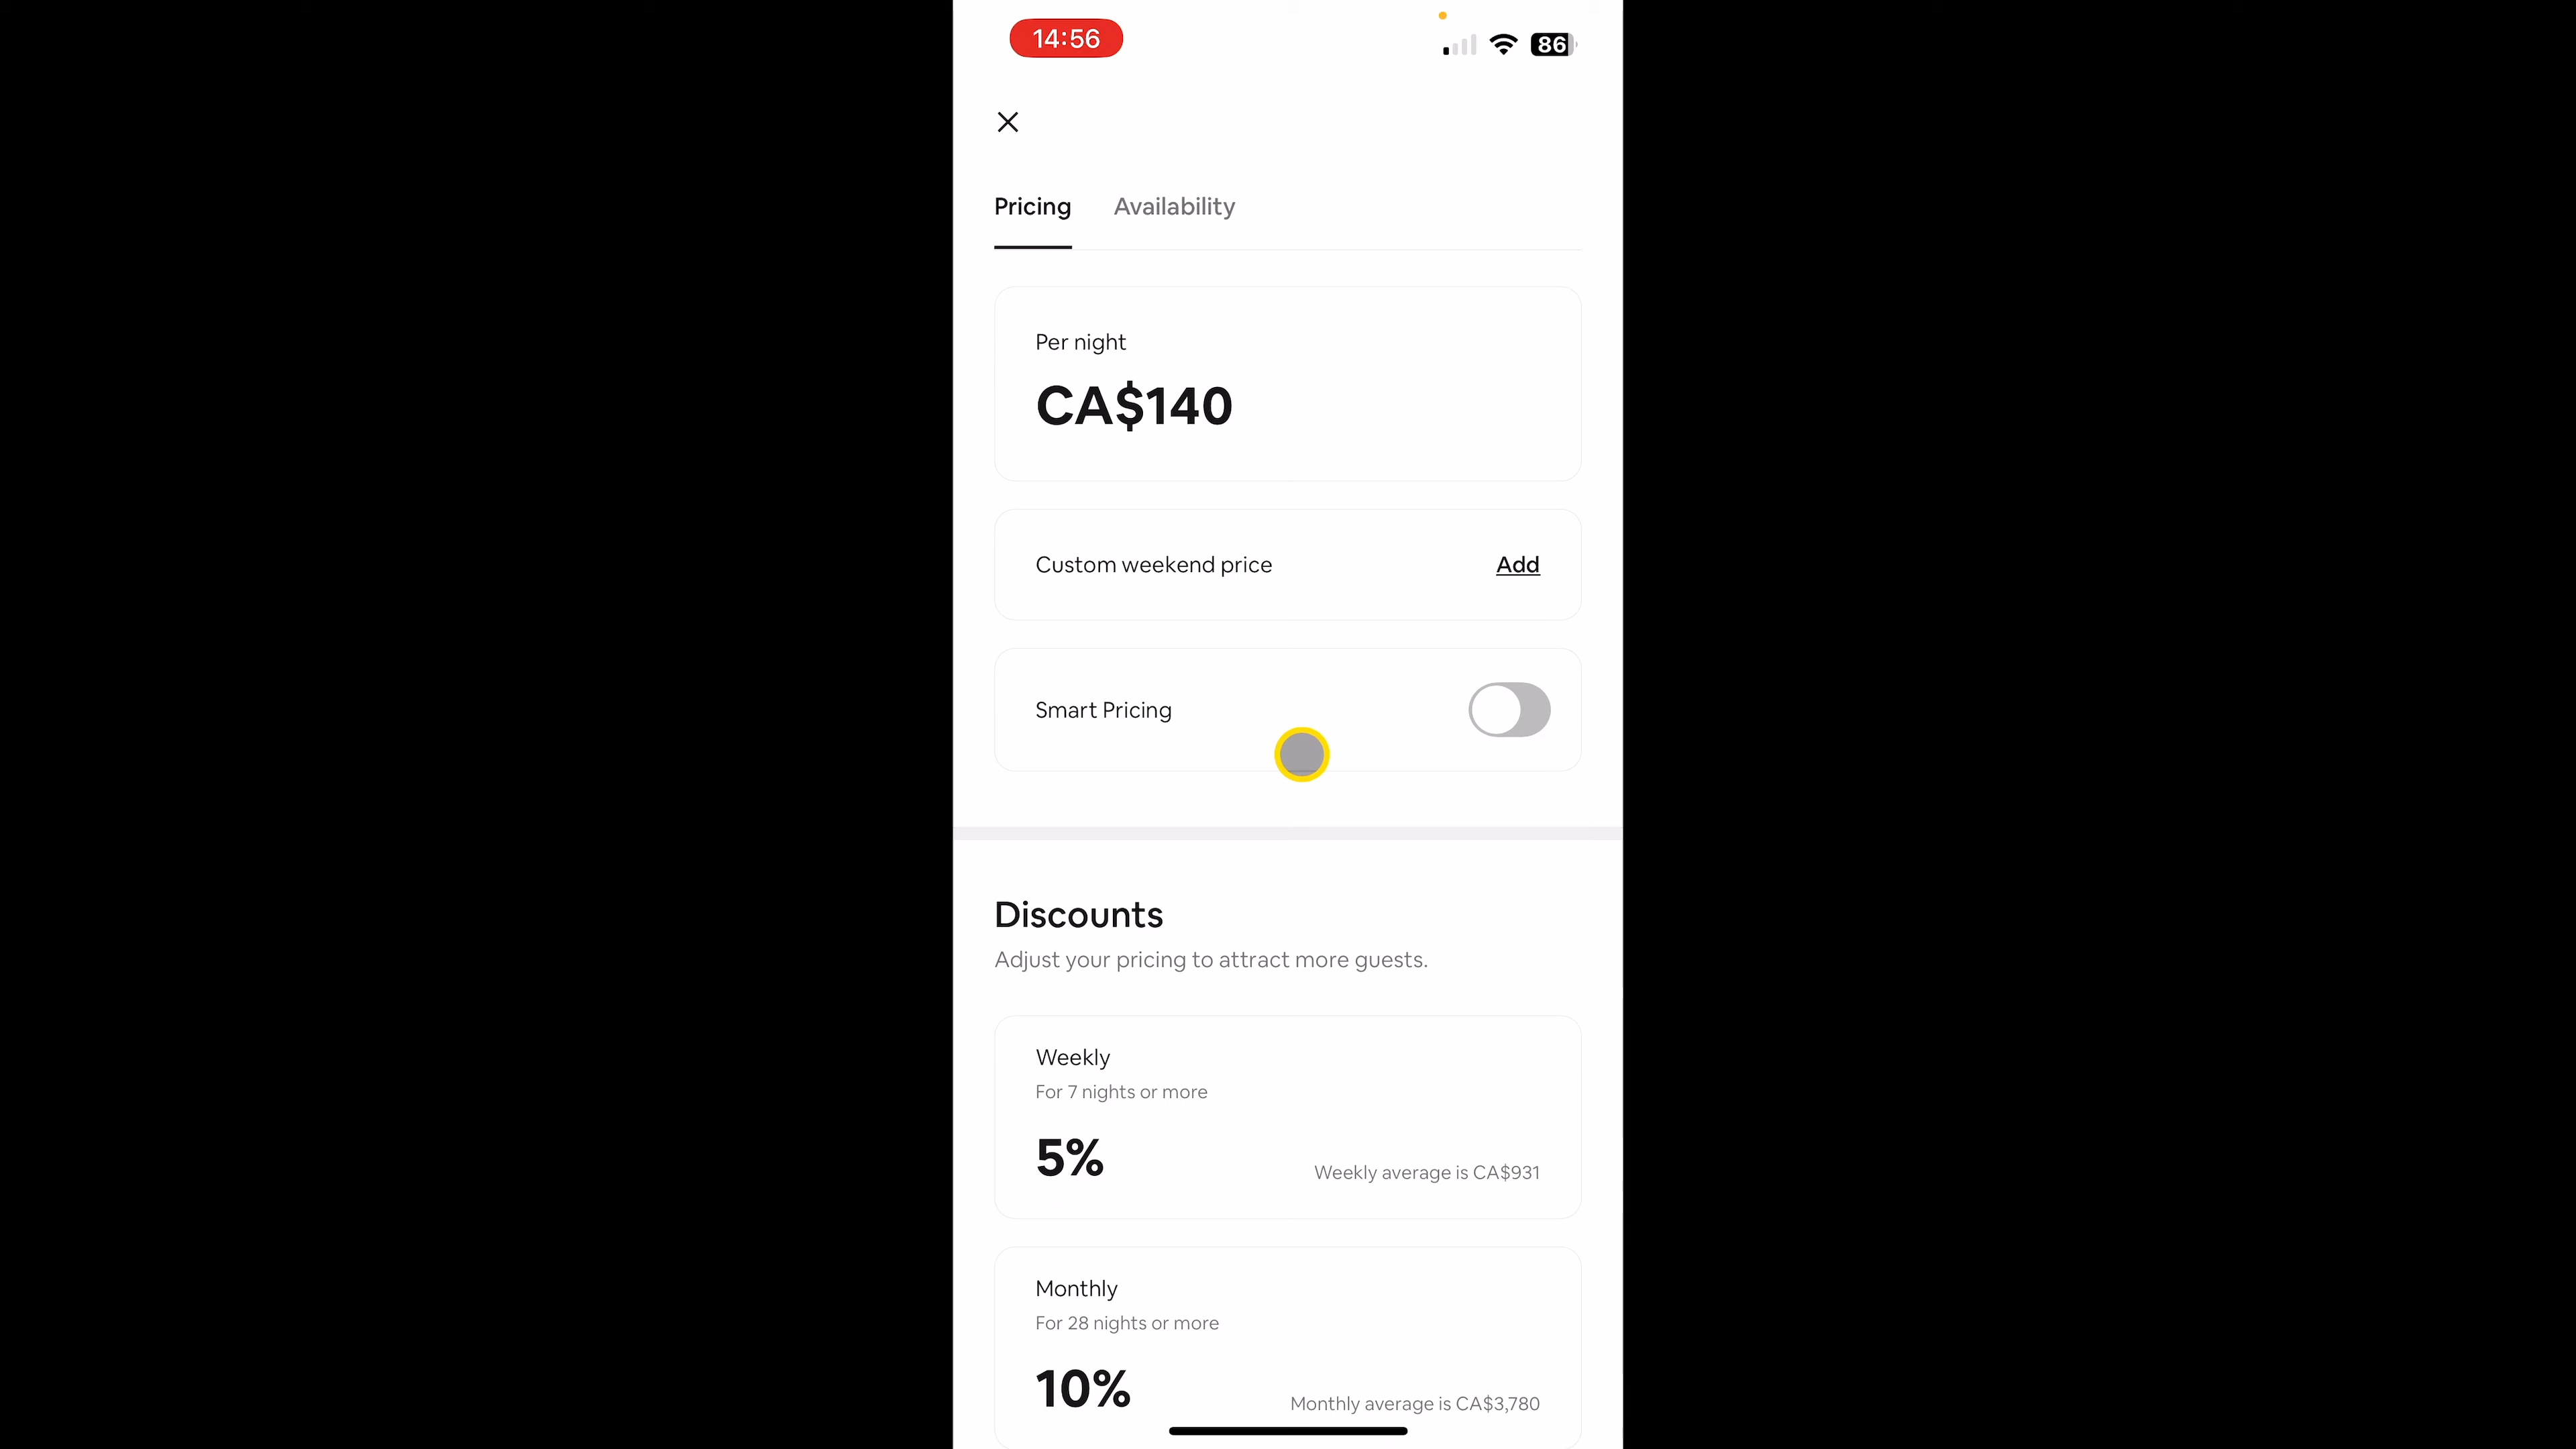 14:56
86
Pricing Availability
Per night
CA$140
Custom weekend price Add
Smart Pricing
Discounts
Adjust your pricing to attract more guests.
Weekly
For 7 nights or more
5% Weekly average is CA$931
Monthly
For 28 nights or more
10% Monthly average is CA$3,780